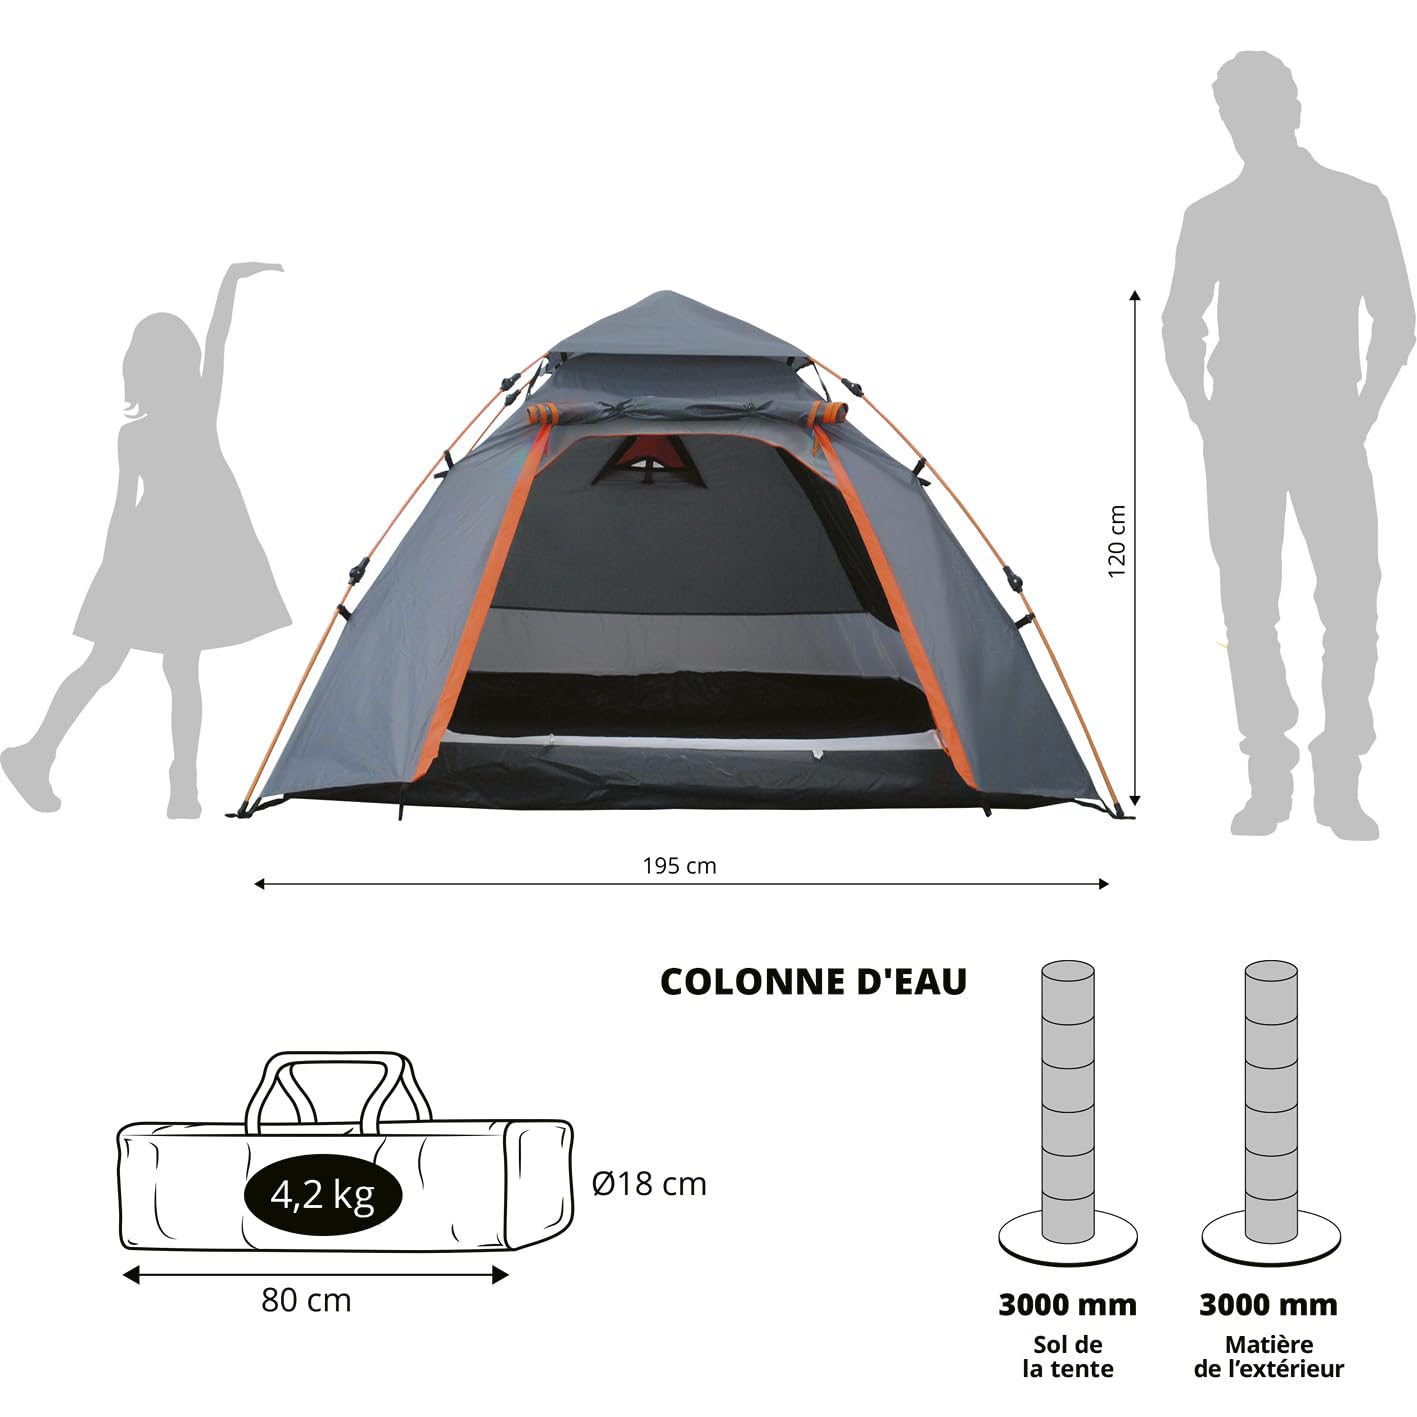 120 cm
195 cm
COLONNE D'EAU
4,2 kg
Ø18 cm
80 cm
3000 mm
Sol de
la tente
3000 mm
Matière
de l’extérieur